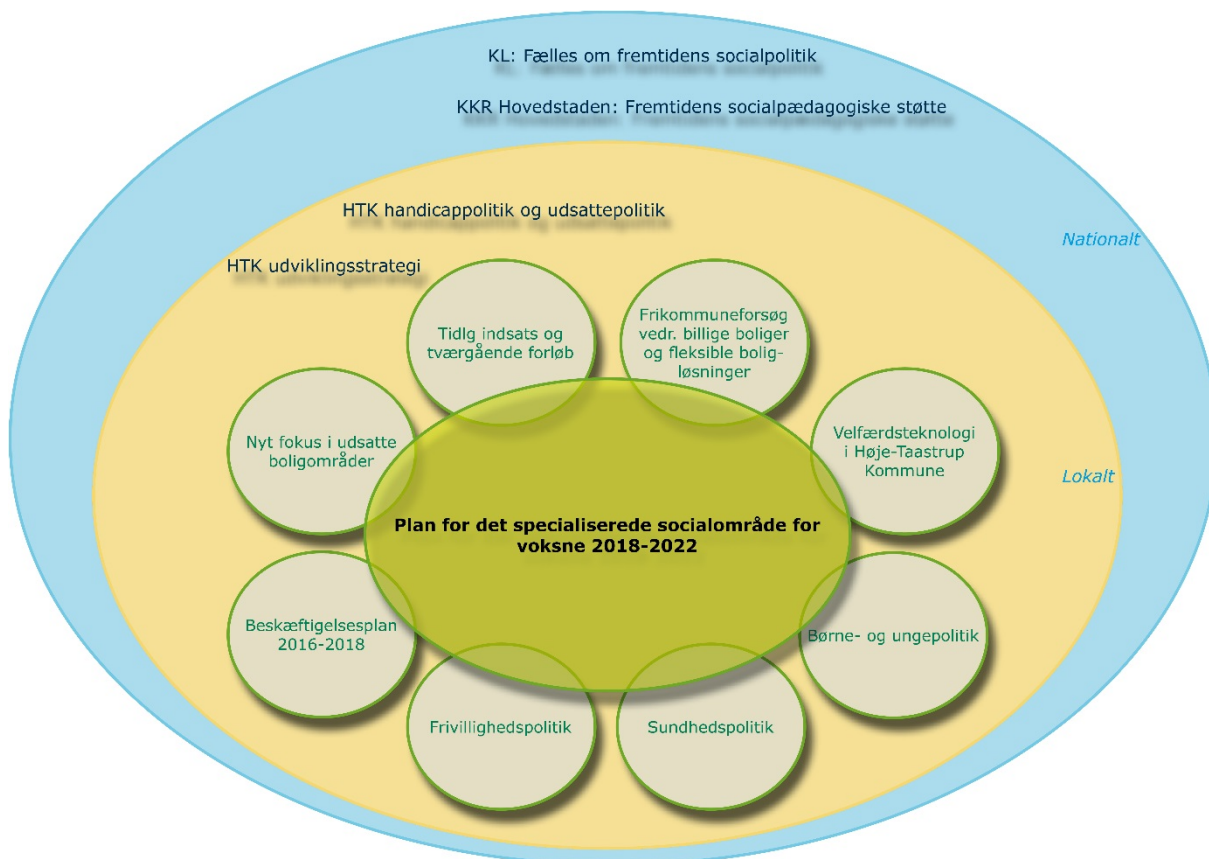 KL: Fælles om fremtidens socialpolitik
KKR Hovedstaden: Fremtidens socialpædagogiske støtte
HTK handicappolitik og udsattepolitik
Nationalt
HTK udviklingsstrategi
Tidlg indsats og
tværgående forløb
Frikommuneforsøg
vedr. billige boliger
og fleksible bolig-
løsninger
Nyt fokus i udsatte
boligområder
Velfærdsteknologi
i Høje-Taastrup
Kommune
Lokalt
Plan for det specialiserede socialområde for
voksne 2018-2022
Beskæftigelsesplan
2016-2018
Børne- og ungepolitik
Frivillighedspolitik
Sundhedspolitik